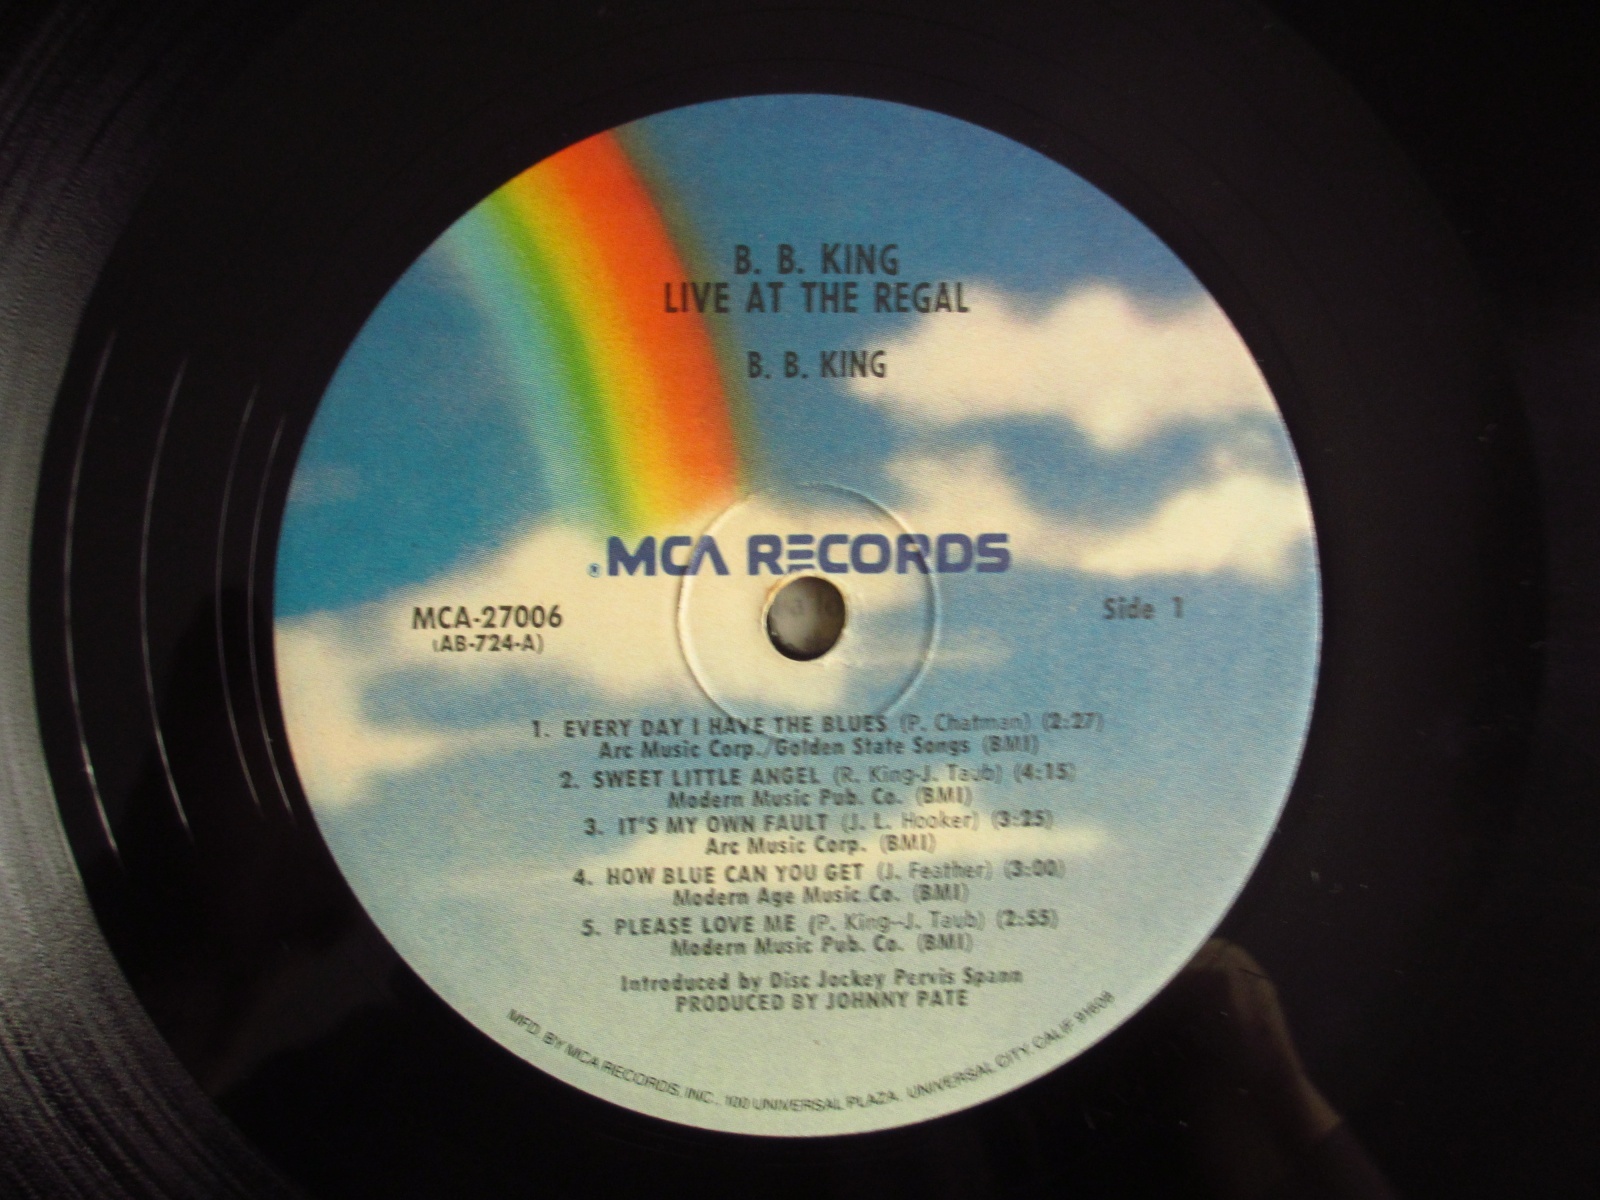 B. B. KING
LIVE AT THE REGAL
B. B. KING
®MCA RECORDS
MCA-27006
(AB-724-A)
Side 1
1. EVERY DAY I HAVE THE BLUES (P. Chatman) (2:27)
Arc Music Corp./Golden State Songs (BMI)
2. SWEET LITTLE ANGEL (R. King-J. Taub) (4:15)
Modern Music Pub. Co. (BMI)
3. IT'S MY OWN FAULT (J. L. Hooker) (3:25)
Arc Music Corp. (BMI)
4. HOW BLUE CAN YOU GET (J. Feather) (3:00)
Modern Age Music Co. (BMI)
5. PLEASE LOVE ME (P. King--J. Taub) (2:55)
Modern Music Pub. Co. (BMI)
Introduced by Disc Jockey Pervis Spann
PRODUCED BY JOHNNY PATE
MFD. BY MCA RECORDS, INC., 100 UNIVERSAL PLAZA, UNIVERSAL CITY, CALIF. 91608